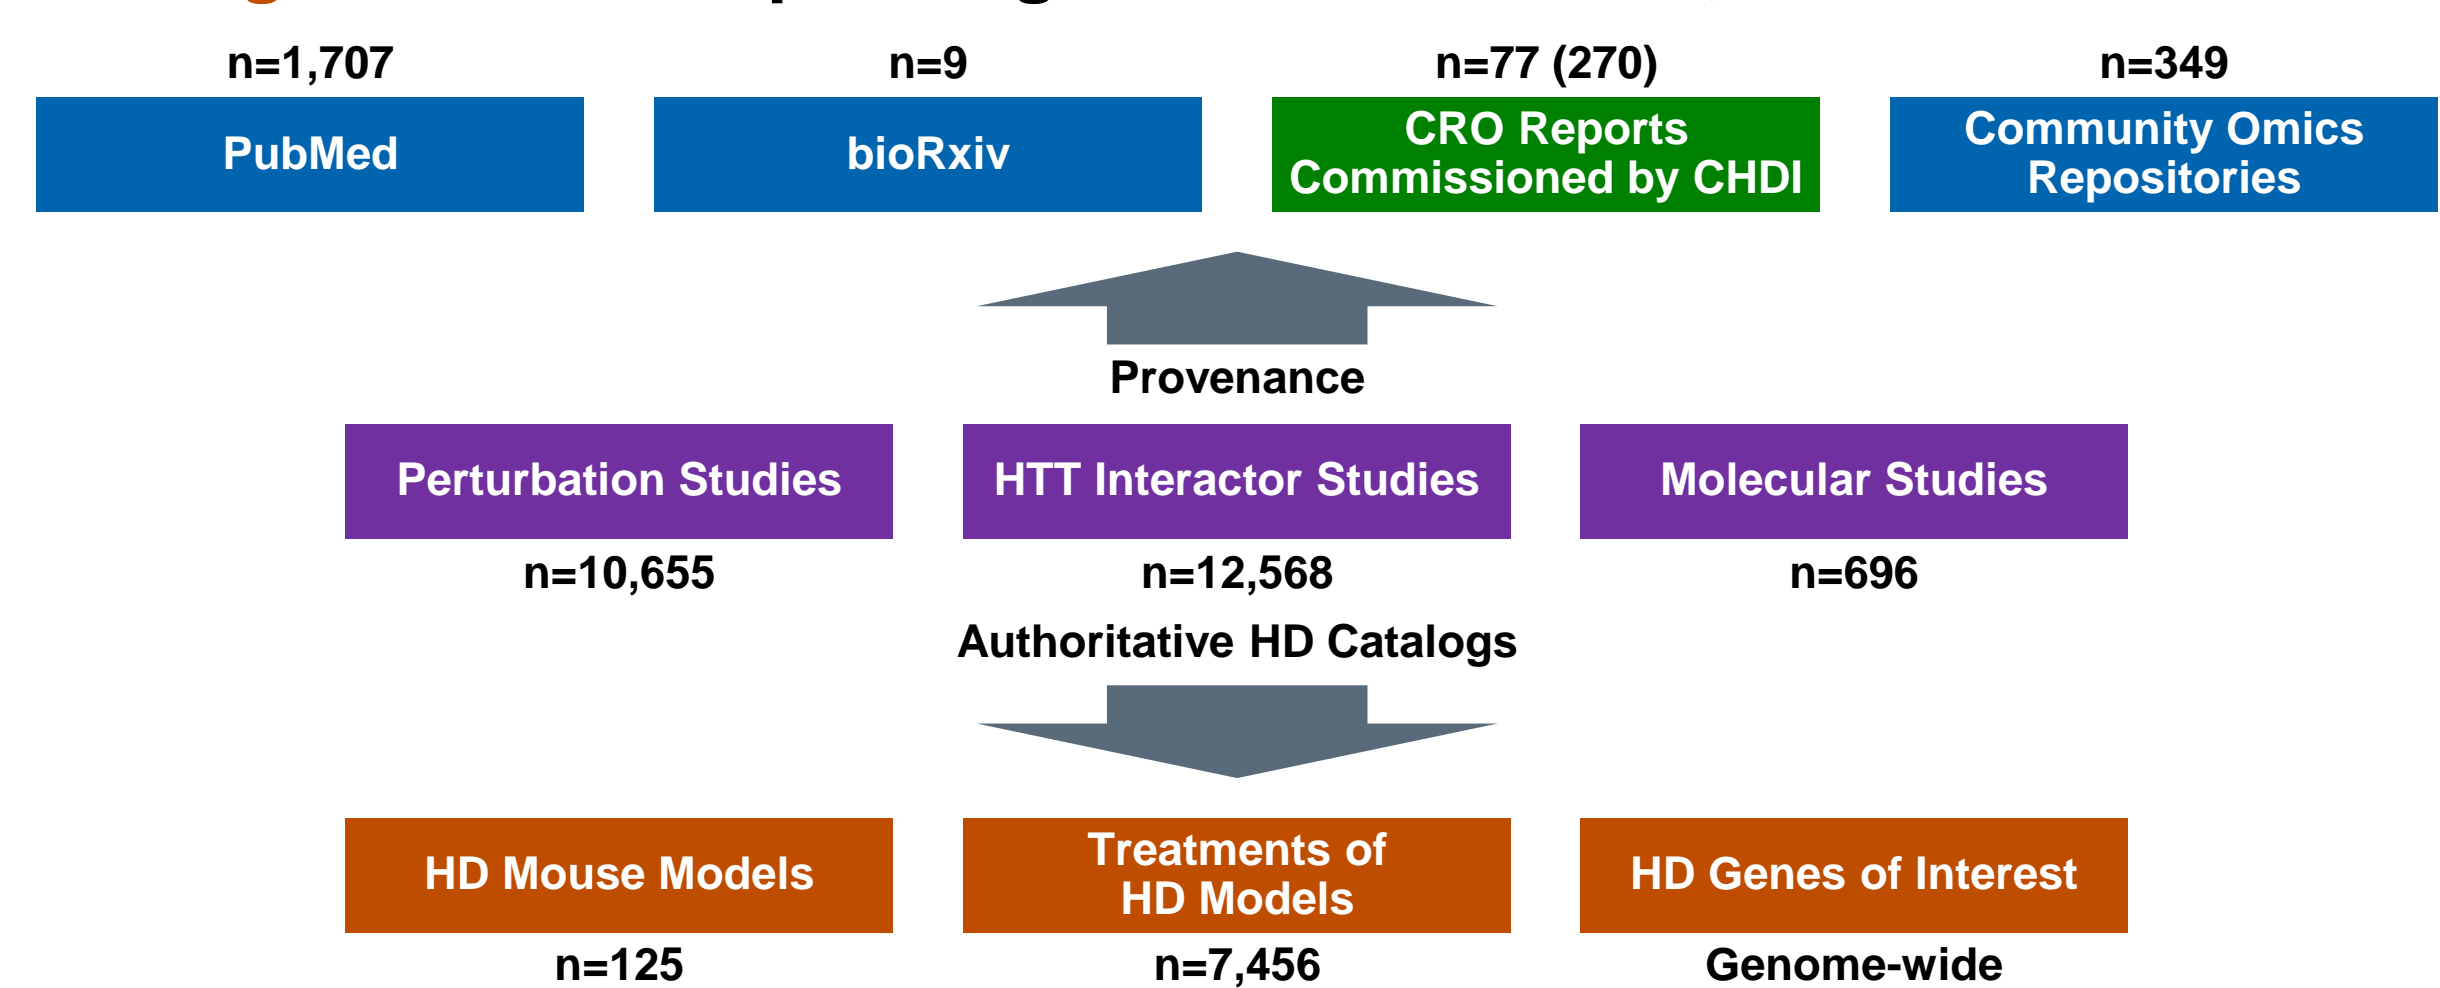 n=1,707
n=9
n=77 (270)
n=349
PubMed
bioRxiv
CRO Reports
Commissioned by CHDI
Community Omics
Repositories
Provenance
Perturbation Studies
HTT Interactor Studies
Molecular Studies
n=10,655
n=12,568
n=696
Authoritative HD Catalogs
HD Mouse Models
Treatments of
HD Models
HD Genes of Interest
n=125
n=7,456
Genome-wide